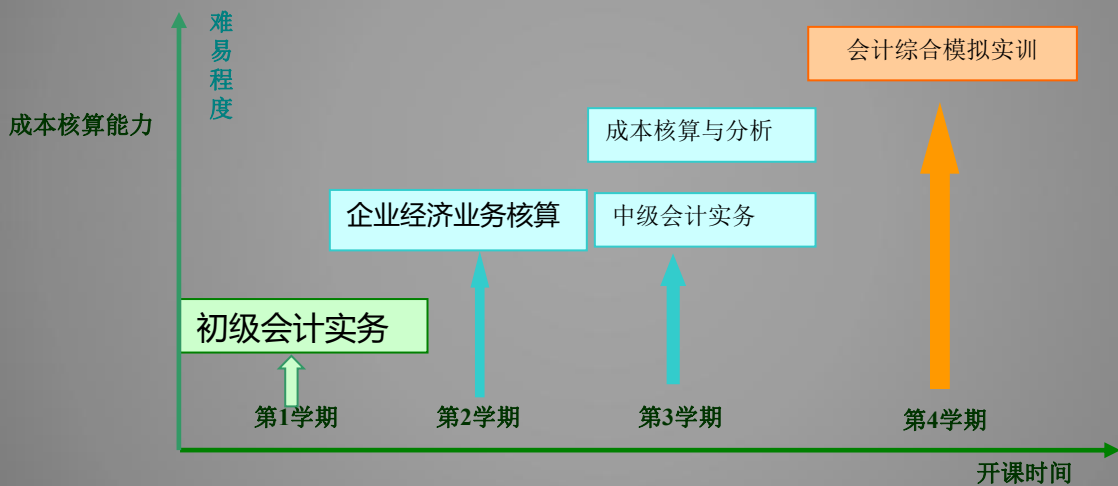 难易程度
会计综合模拟实训
成本核算能力
成本核算与分析
企业经济业务核算
中级会计实务
初级会计实务
第1学期
第2学期
第3学期
第4学期
开课时间